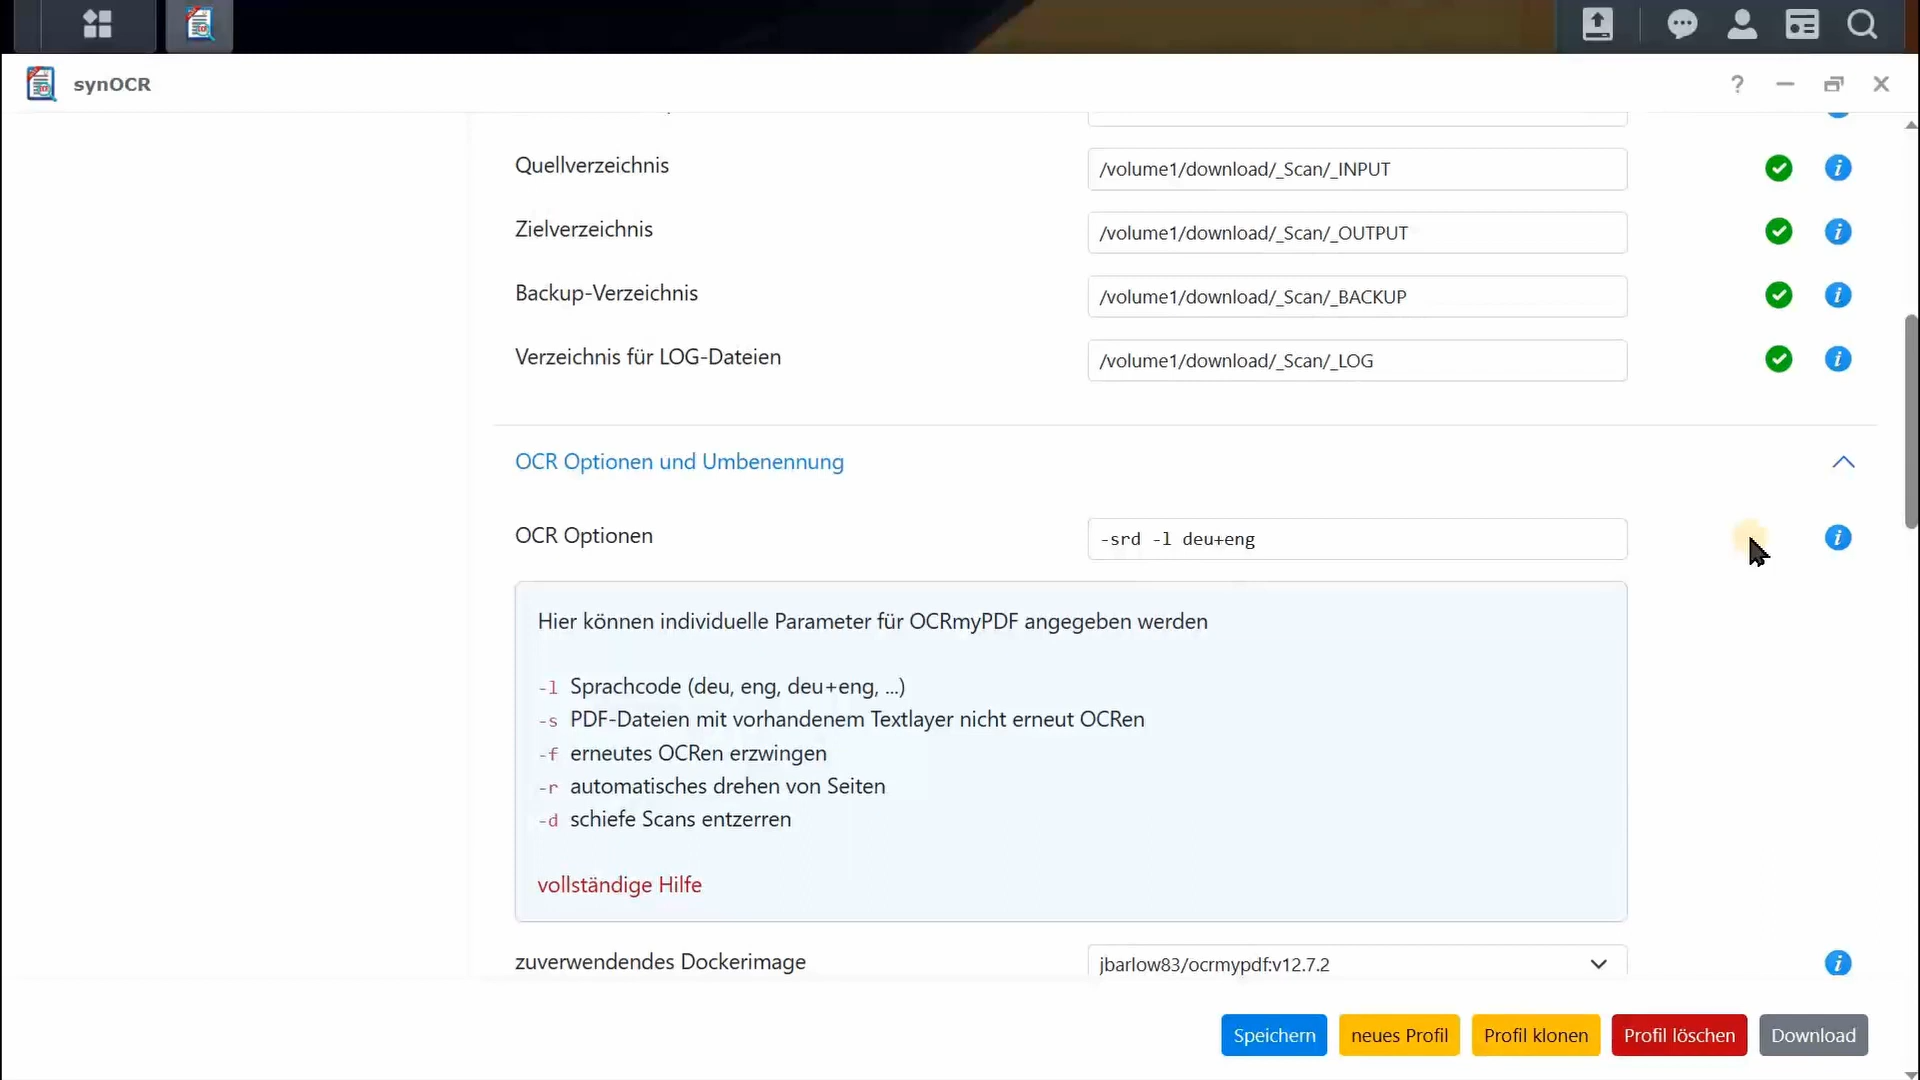 synOCR
Quellverzeichnis
/volume1/download/_Scan/_INPUT
Zielverzeichnis
/volume1/download/_Scan/_OUTPUT
Backup-Verzeichnis
/volume1/download/_Scan/_BACKUP
Verzeichnis für LOG-Dateien
/volume1/download/_Scan/_LOG
OCR Optionen und Umbenennung
OCR Optionen
-srd -l deu+eng
Hier können individuelle Parameter für OCRmyPDF angegeben werden
-l Sprachcode (deu, eng, deu+eng, ...)
-s PDF-Dateien mit vorhandenem Textlayer nicht erneut OCRen
-f erneutes OCRen erzwingen
-r automatisches drehen von Seiten
-d schiefe Scans entzerren
vollständige Hilfe
zuverwendendes Dockerimage
jbarlow83/ocrmypdf:v12.7.2
Speichern
neues Profil
Profil klonen
Profil löschen
Download